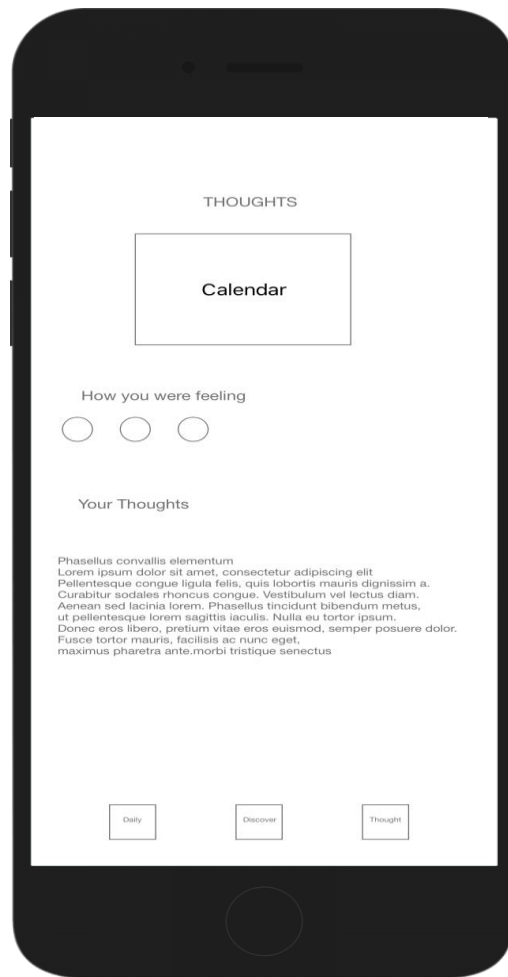 THOUGHTS
Calendar
How you were feeling
Your Thoughts
Phasellus convallis elementum
Lorem ipsum dolor sit amet, consectetur adipiscing elit
Pellentesque congue ligula felis, quis lobortis mauris dignissim a.
Curabitur sodales rhoncus congue. Vestibulum vel lectus diam.
Aenean sed lacinia lorem. Phasellus tincidunt bibendum metus,
ut pellentesque lorem sagittis iaculis. Nulla eu tortor ipsum.
Donec eros libero, pretium vitae eros euismod, semper posuere dolor.
Fusce tortor mauris, facilisis ac nunc eget,
maximus pharetra ante.morbi tristique senectus
Daily Discover Thought